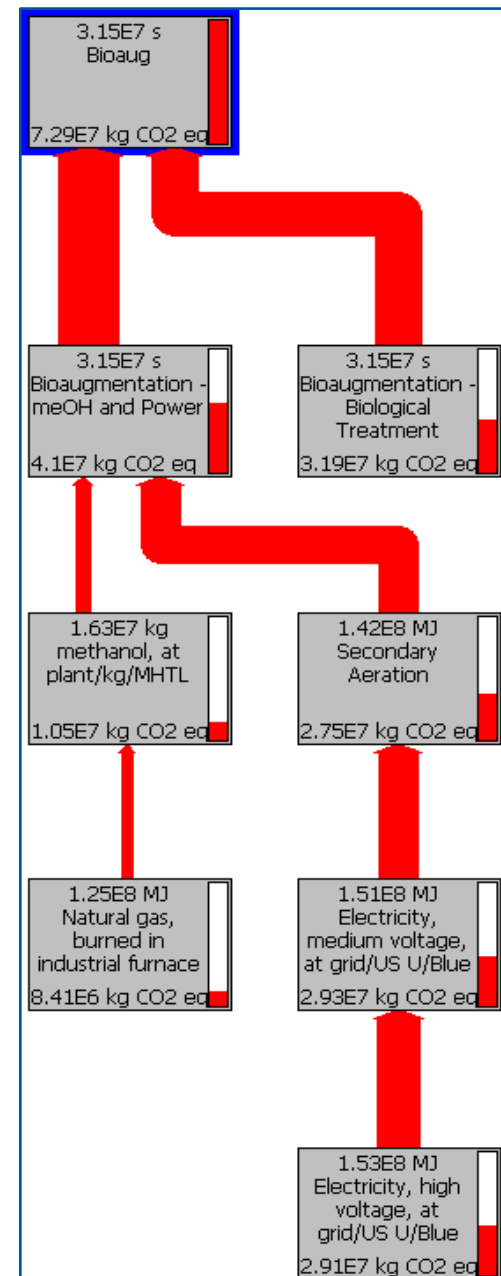 3.15E7 s
Bioaug
7.29E7 kg CO2 eq
3.15E7 s
Bioaugmentation -
meOH and Power
4.1E7 kg CO2 eq
3.15E7 s
Bioaugmentation -
Biological
Treatment
3.19E7 kg CO2 eq
1.63E7 kg
methanol, at
plant/kg/MHTL
1.05E7 kg CO2 eq
1.42E8 MJ
Secondary
Aeration
2.75E7 kg CO2 eq
1.25E8 MJ
Natural gas,
burned in
industrial furnace
8.41E6 kg CO2 eq
1.51E8 MJ
Electricity,
medium voltage,
at grid/US U/Blue
2.93E7 kg CO2 eq
1.53E8 MJ
Electricity, high
voltage, at
grid/US U/Blue
2.91E7 kg CO2 eq